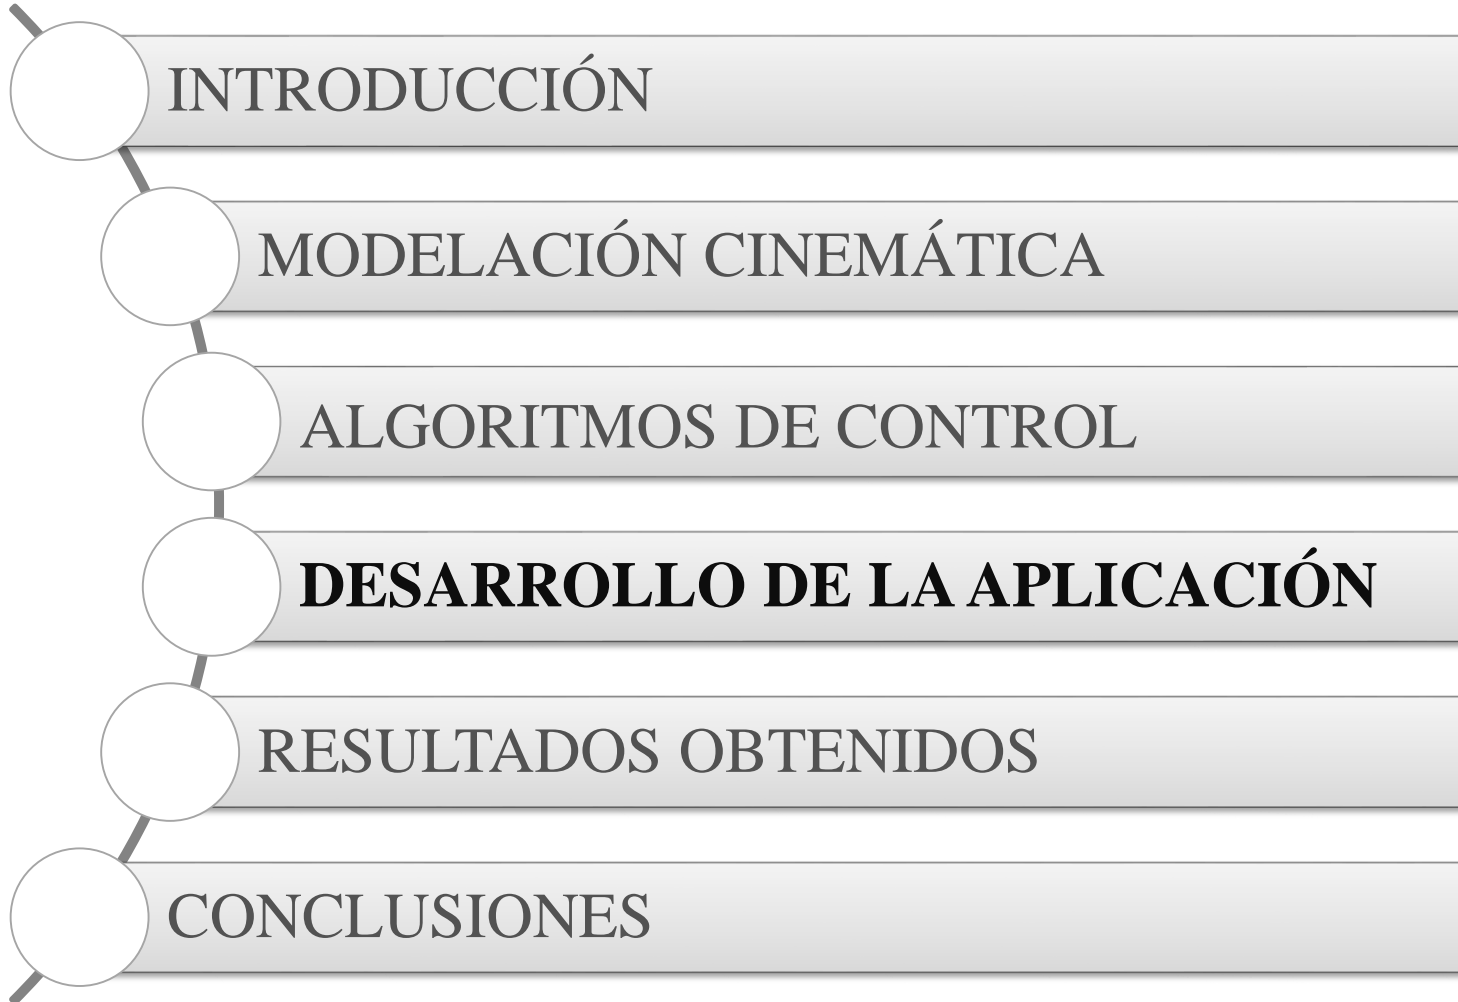 INTRODUCCIÓN
MODELACIÓN CINEMÁTICA
ALGORITMOS DE CONTROL
DESARROLLO DE LA APLICACIÓN
RESULTADOS OBTENIDOS
CONCLUSIONES